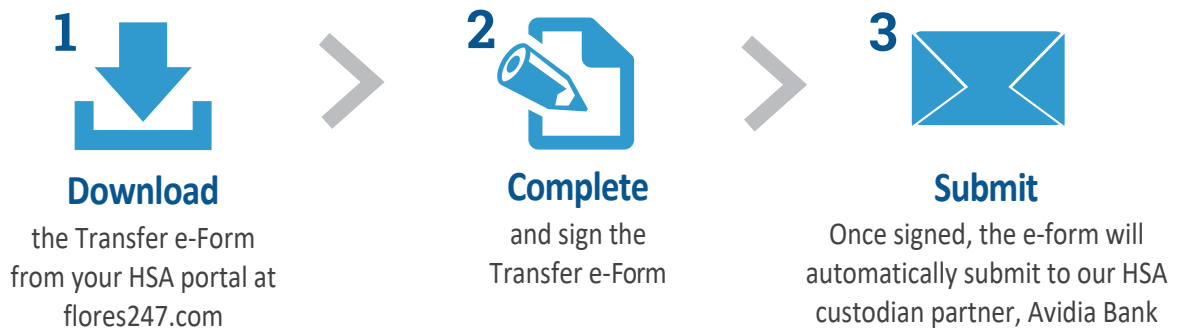 1
Download
the Transfer e-Form
from your HSA portal at
flores247.com
2
Complete
and sign the
Transfer e-Form
3
Submit
Once signed, the e-form will
automatically submit to our HSA
custodian partner, Avidia Bank